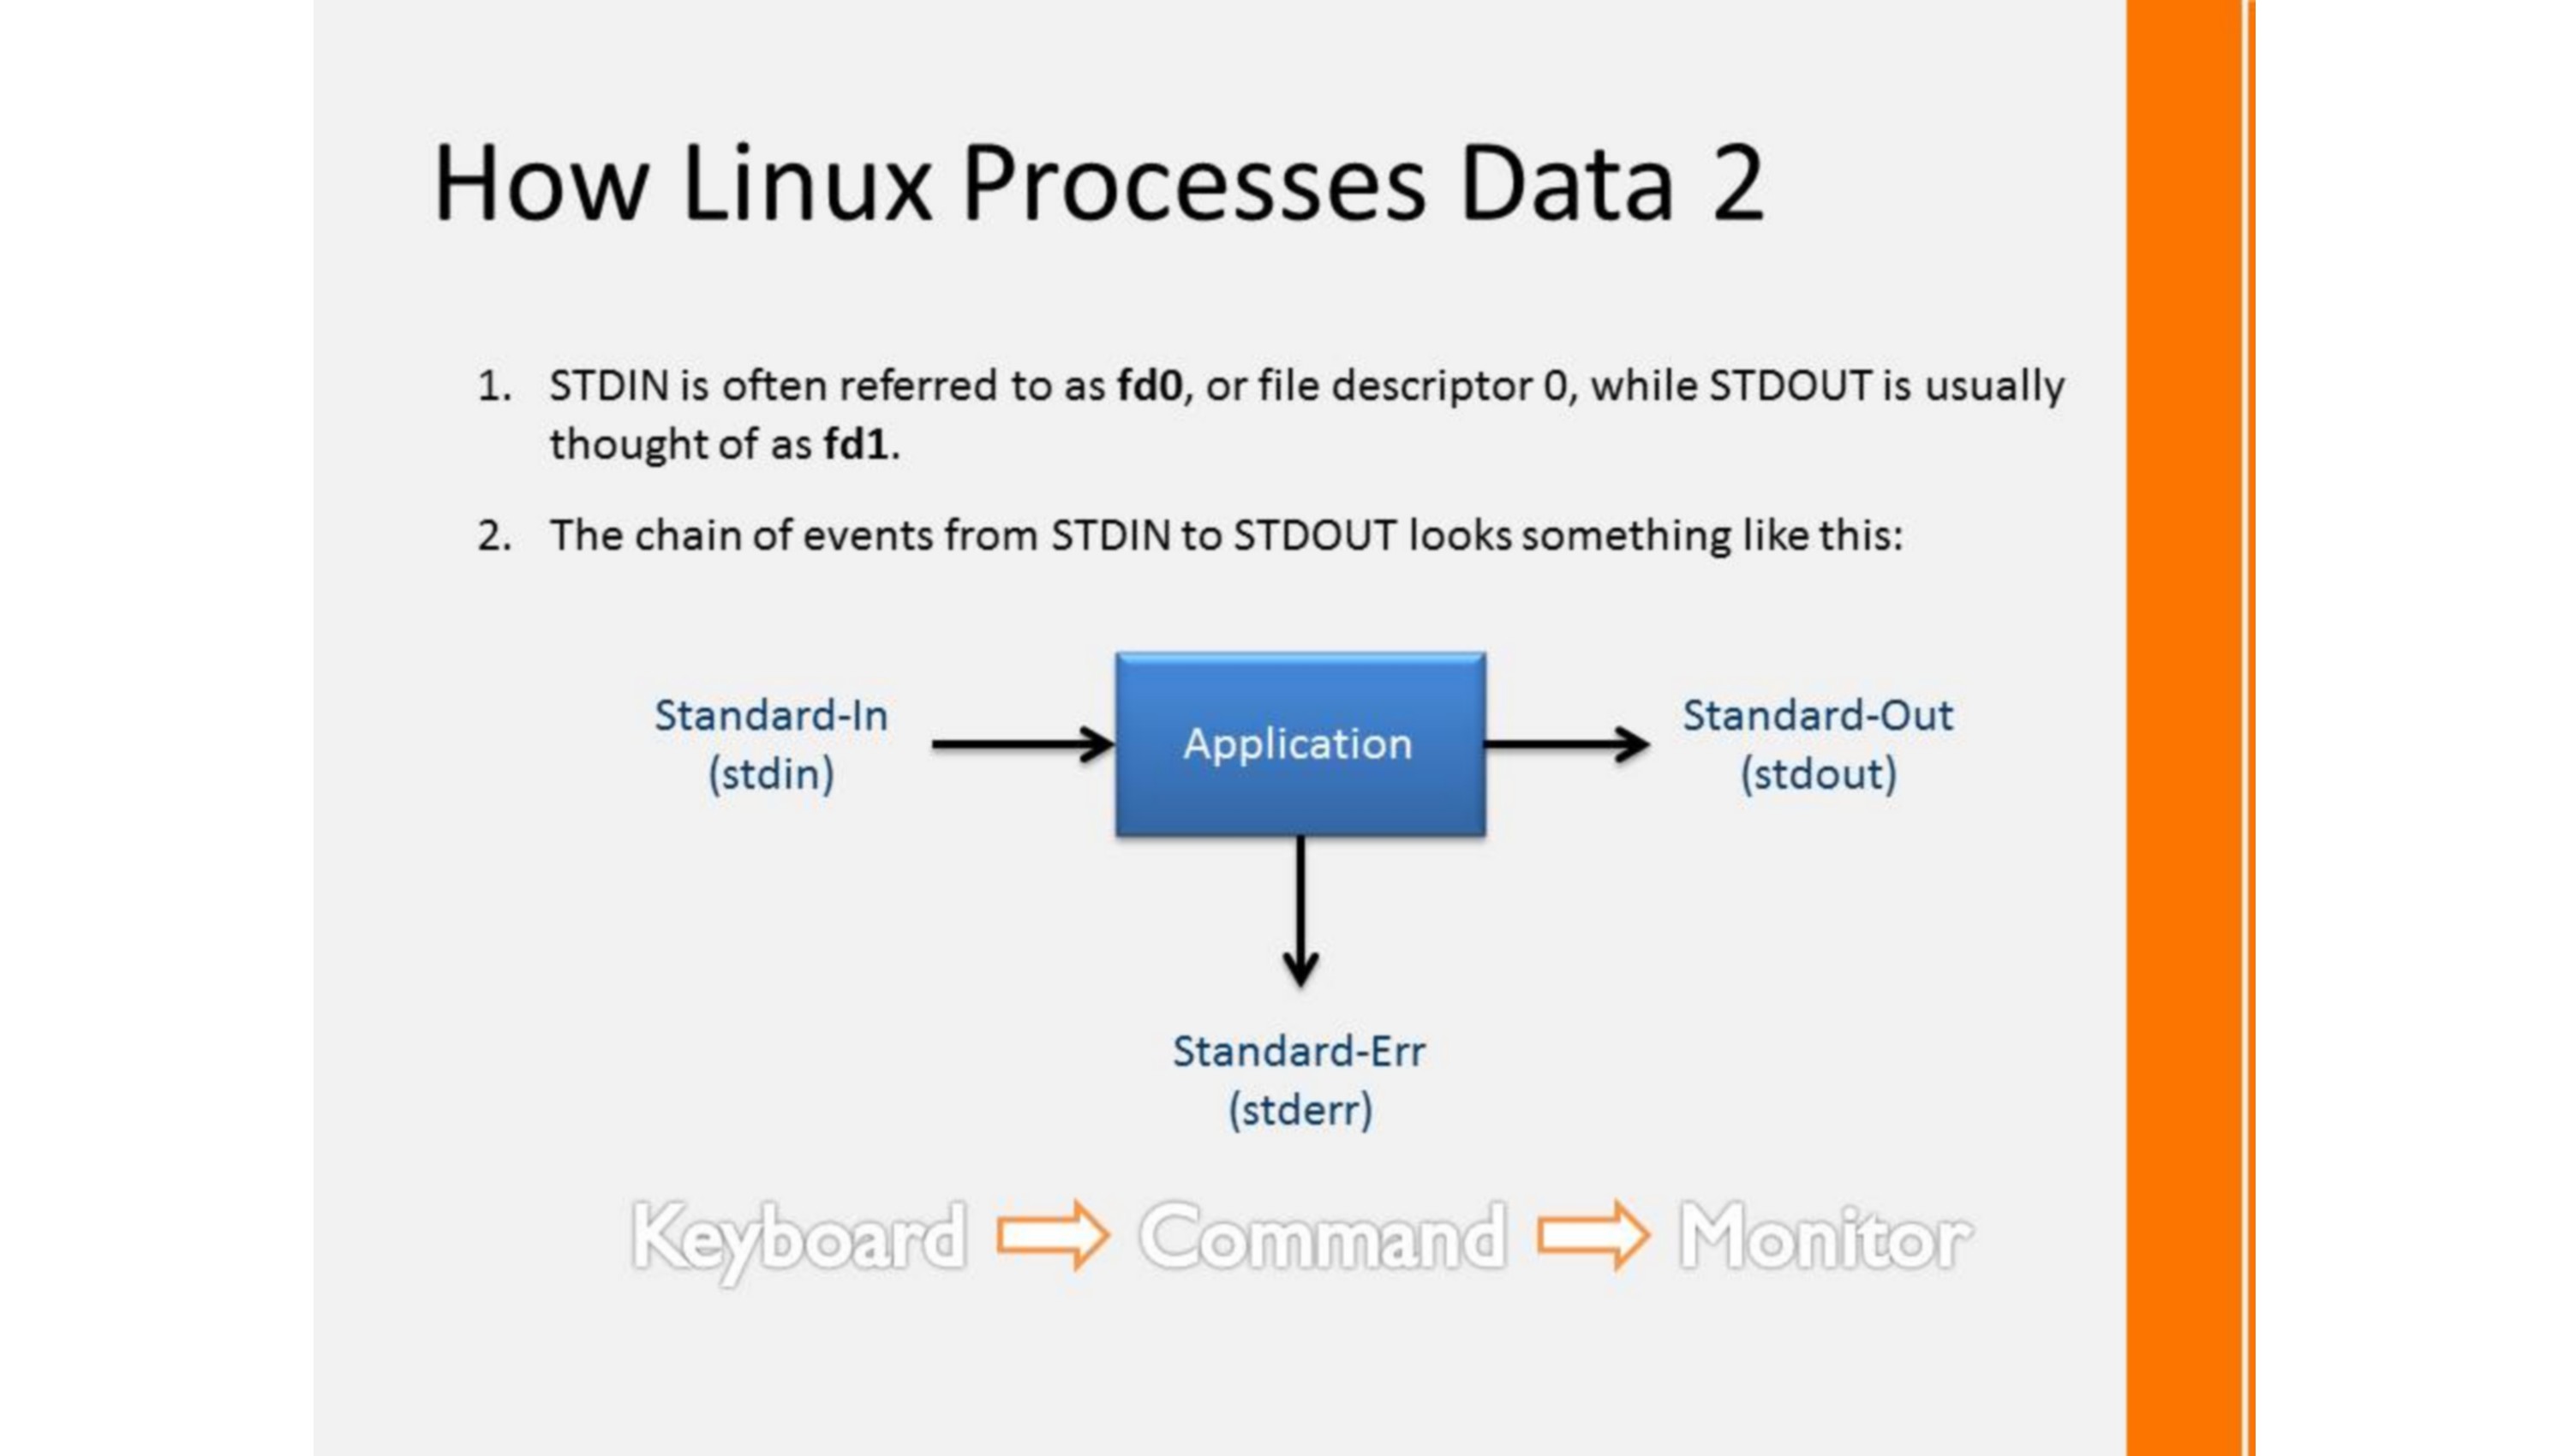 How Linux Processes Data 2
1. STDIN is often referred to as fd0, or file descriptor 0, while STDOUT is usually
thought of as fd1.
2. The chain of events from STDIN to STDOUT looks something like this:
Standard-In
(stdin)
Application
Standard-Out
(stdout)
Standard-Err
(stderr)
Keyboard Command Monitor